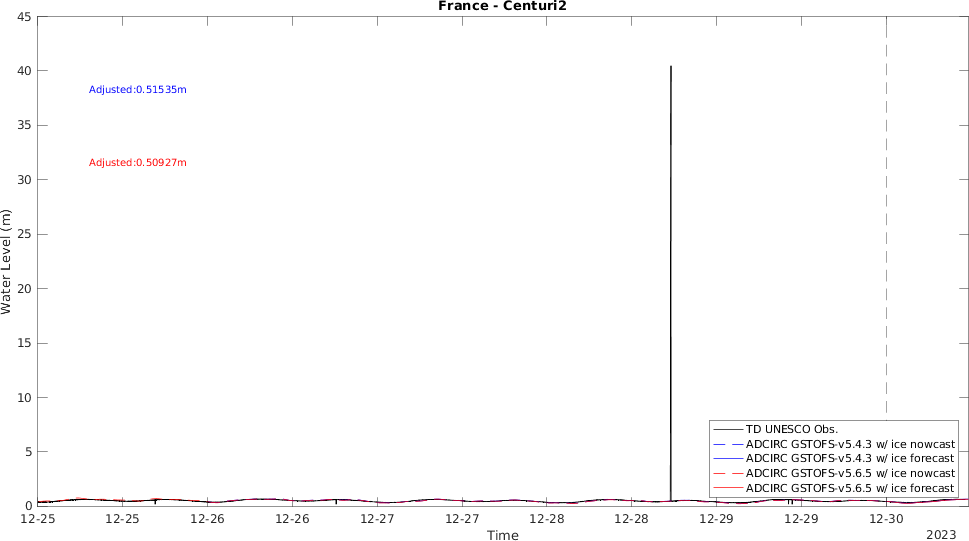 France - Centuri2
45
40
35
30
25
20
15
10
5
0
Water Level (m)
Adjusted:0.51535m
Adjusted:0.50927m
TD UNESCO Obs.
ADCIRC GSTOFS-v5.4.3 w/ ice nowcast
ADCIRC GSTOFS-v5.4.3 w/ ice forecast
ADCIRC GSTOFS-v5.6.5 w/ ice nowcast
ADCIRC GSTOFS-v5.6.5 w/ ice forecast
12-25 12-25 12-26 12-26 12-27 12-27 12-28 12-28 12-29 12-29 12-30
Time
2023